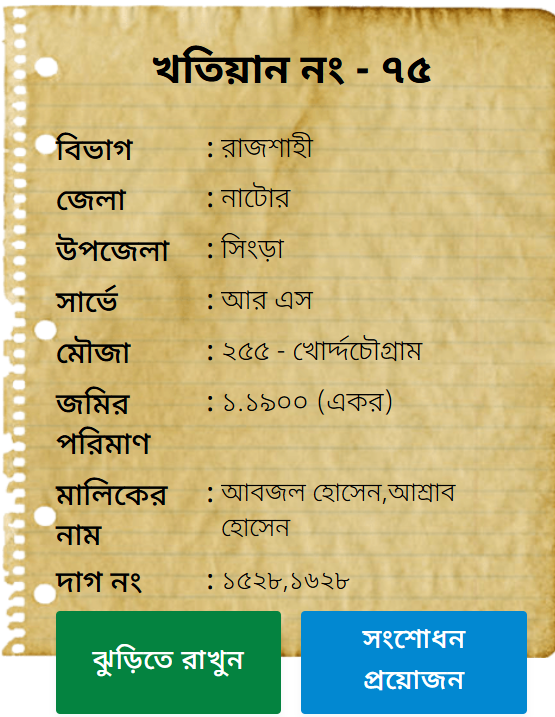 খতিয়ান নং - ৭৫
বিভাগ : রাজশাহী
জেলা : নাটোর
উপজেলা : সিংড়া
সার্ভে : আর এস
মৌজা : ২৫৫ - খোর্দ্দচৌগ্রাম
জমির : ১.১৯০০ (একর)
পরিমাণ
মালিকের : আবজল হোসেন,আশ্রাব
নাম হোসেন
দাগ নং : ১৫২৮,১৬২৮
ঝুড়িতে রাখুন
সংশোধন
প্রয়োজন